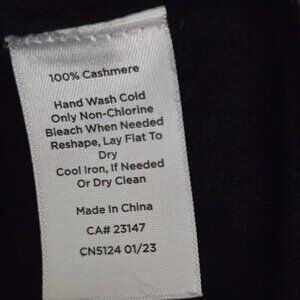 100% Cashmere
Hand Wash Cold
Only Non-Chlorine
Bleach When Needed
Reshape, Lay Flat To
Dry
Cool Iron, If Needed
Or Dry Clean
Made In China
CA# 23147
CN5124 01/23